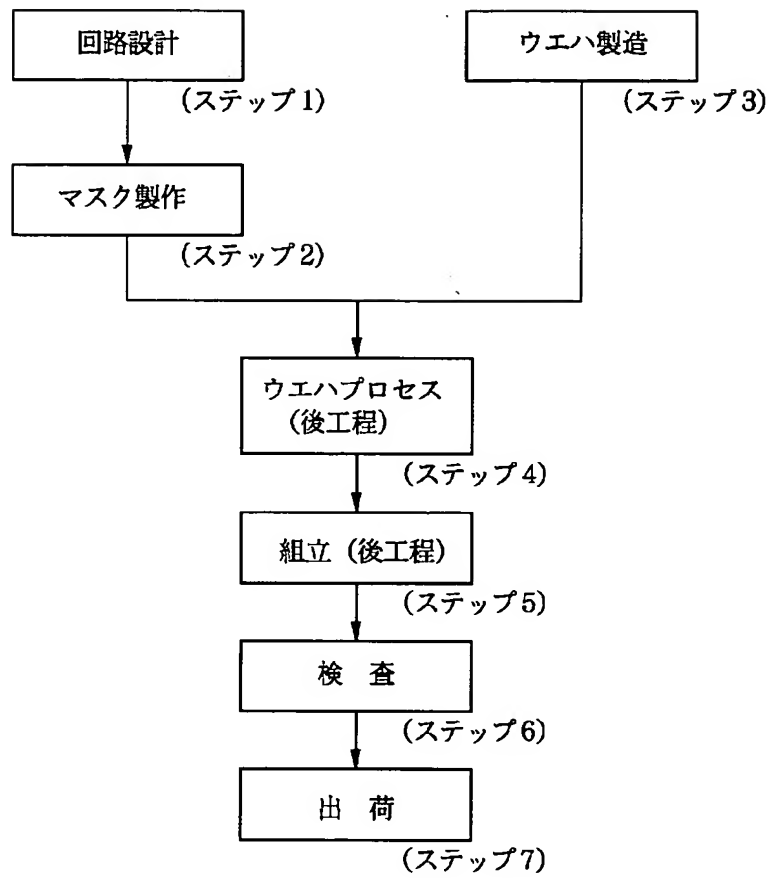 回路設計
(ステップ1)
ウエハ製造
(ステップ3)
マスク製作
(ステップ2)
ウエハプロセス
(後工程)
(ステップ4)
組立 (後工程)
(ステップ5)
検 査
(ステップ6)
出 荷
(ステップ7)